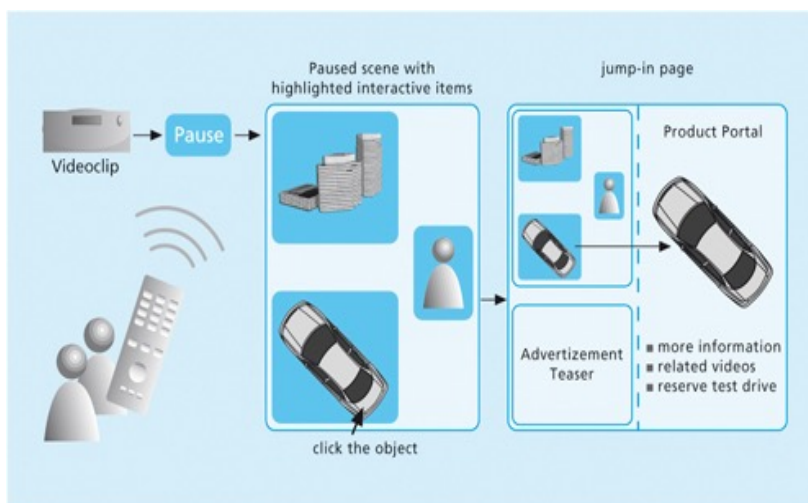 Paused scene with
highlighted interactive items
jump-in page
Videoclip
Pause
Product Portal
Advertizement
Teaser
more information
related videos
reserve test drive
click the object